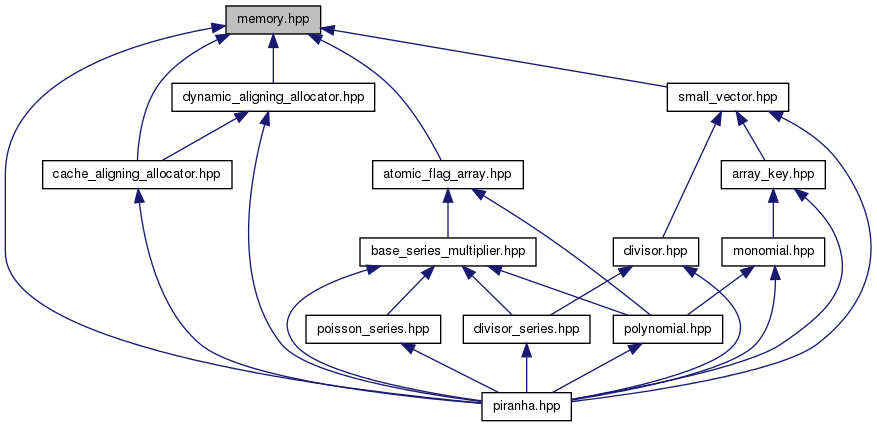 memory.hpp
dynamic_aligning_allocator.hpp
small_vector.hpp
cache_aligning_allocator.hpp
atomic_flag_array.hpp
array_key.hpp
base_series_multiplier.hpp
divisor.hpp
monomial.hpp
poisson_series.hpp
divisor_series.hpp
polynomial.hpp
piranha.hpp